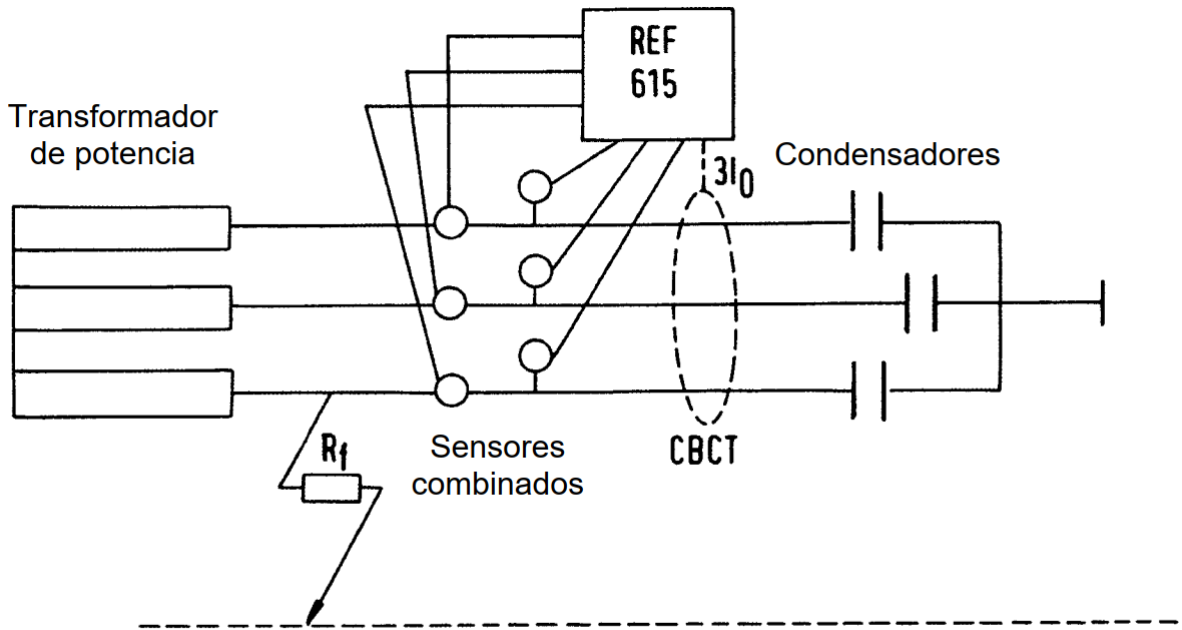 REF
615
Transformador
de potencia
Condensadores
3I0
Rf
Sensores
combinados
CBCT